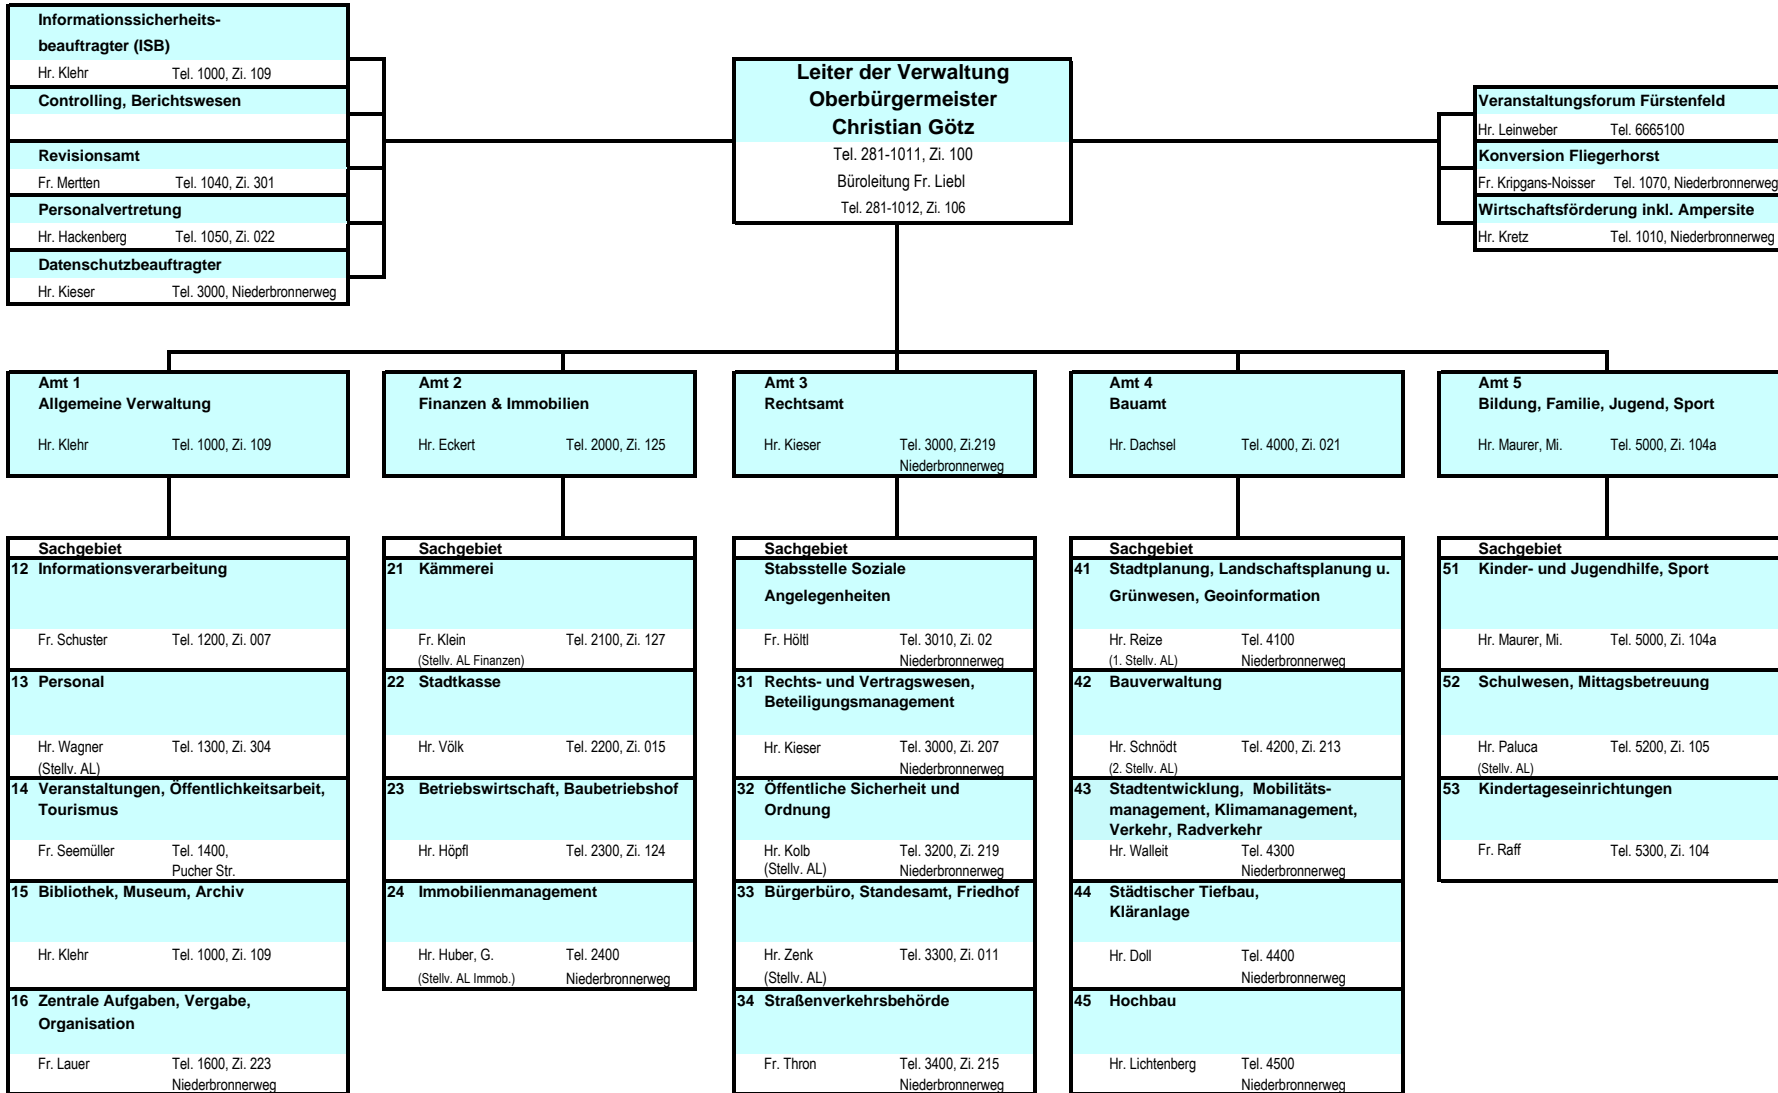 Informationssicherheits-
beauftragter (ISB)
Hr. Klehr Tel. 1000, Zi. 109
Controlling, Berichtswesen
Revisionsamt
Fr. Mertten Tel. 1040, Zi. 301
Personalvertretung
Hr. Hackenberg Tel. 1050, Zi. 022
Datenschutzbeauftragter
Hr. Kieser Tel. 3000, Niederbronnerweg
Leiter der Verwaltung
Oberbürgermeister
Christian Götz
Tel. 281-1011, Zi. 100
Büroleitung Fr. Liebl
Tel. 281-1012, Zi. 106
Veranstaltungsforum Fürstenfeld
Hr. Leinweber Tel. 6665100
Konversion Fliegerhorst
Fr. Kripgans-Noisser Tel. 1070, Niederbronnerweg
Wirtschaftsförderung inkl. Ampersite
Hr. Kretz Tel. 1010, Niederbronnerweg
Amt 1
Allgemeine Verwaltung
Hr. Klehr Tel. 1000, Zi. 109
Sachgebiet
12 Informationsverarbeitung
Fr. Schuster Tel. 1200, Zi. 007
13 Personal
Hr. Wagner Tel. 1300, Zi. 304
(Stellv. AL)
14 Veranstaltungen, Öffentlichkeitsarbeit,
Tourismus
Fr. Seemüller Tel. 1400,
Pucher Str.
15 Bibliothek, Museum, Archiv
Hr. Klehr Tel. 1000, Zi. 109
16 Zentrale Aufgaben, Vergabe,
Organisation
Fr. Lauer Tel. 1600, Zi. 223
Niederbronnerweg
Amt 2
Finanzen & Immobilien
Hr. Eckert Tel. 2000, Zi. 125
Sachgebiet
21 Kämmerei
Fr. Klein Tel. 2100, Zi. 127
(Stellv. AL Finanzen)
22 Stadtkasse
Hr. Völk Tel. 2200, Zi. 015
23 Betriebswirtschaft, Baubetriebshof
Hr. Höpfl Tel. 2300, Zi. 124
24 Immobilienmanagement
Hr. Huber, G. Tel. 2400
(Stellv. AL Immob.) Niederbronnerweg
Amt 3
Rechtsamt
Hr. Kieser Tel. 3000, Zi.219
Niederbronnerweg
Sachgebiet
Stabsstelle Soziale
Angelegenheiten
Fr. Höltl Tel. 3010, Zi. 02
Niederbronnerweg
31 Rechts- und Vertragswesen,
Beteiligungsmanagement
Hr. Kieser Tel. 3000, Zi. 207
Niederbronnerweg
32 Öffentliche Sicherheit und
Ordnung
Hr. Kolb Tel. 3200, Zi. 219
(Stellv. AL) Niederbronnerweg
33 Bürgerbüro, Standesamt, Friedhof
Hr. Zenk Tel. 3300, Zi. 011
(Stellv. AL)
34 Straßenverkehrsbehörde
Fr. Thron Tel. 3400, Zi. 215
Niederbronnerweg
Amt 4
Bauamt
Hr. Dachsel Tel. 4000, Zi. 021
Sachgebiet
41 Stadtplanung, Landschaftsplanung u.
Grünwesen, Geoinformation
Hr. Reize Tel. 4100
(1. Stellv. AL) Niederbronnerweg
42 Bauverwaltung
Hr. Schnödt Tel. 4200, Zi. 213
(2. Stellv. AL)
43 Stadtentwicklung, Mobilitäts-
management, Klimamanagement,
Verkehr, Radverkehr
Hr. Walleit Tel. 4300
Niederbronnerweg
44 Städtischer Tiefbau,
Kläranlage
Hr. Doll Tel. 4400
Niederbronnerweg
45 Hochbau
Hr. Lichtenberg Tel. 4500
Niederbronnerweg
Amt 5
Bildung, Familie, Jugend, Sport
Hr. Maurer, Mi. Tel. 5000, Zi. 104a
Sachgebiet
51 Kinder- und Jugendhilfe, Sport
Hr. Maurer, Mi. Tel. 5000, Zi. 104a
52 Schulwesen, Mittagsbetreuung
Hr. Paluca Tel. 5200, Zi. 105
(Stellv. AL)
53 Kindertageseinrichtungen
Fr. Raff Tel. 5300, Zi. 104